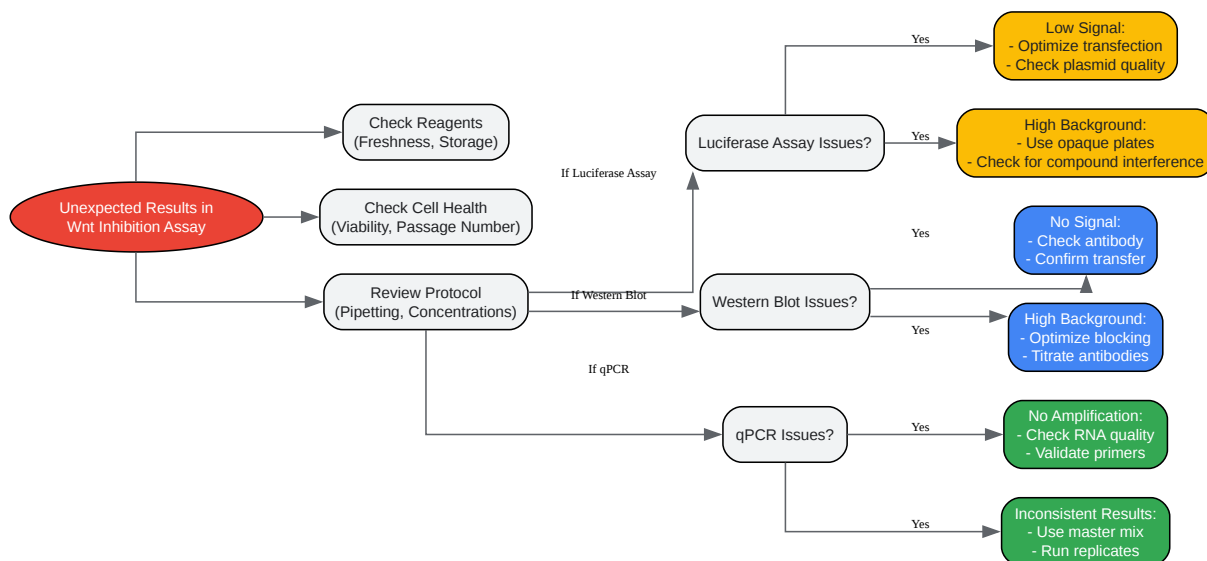 Unexpected Results in
Wnt Inhibition Assay
Check Reagents
(Freshness, Storage)
Check Cell Health
(Viability, Passage Number)
Review Protocol
(Pipetting, Concentrations)
If Luciferase Assay
If Western Blot
If qPCR
Luciferase Assay Issues?
Yes
Low Signal:
- Optimize transfection
- Check plasmid quality
Yes
High Background:
- Use opaque plates
- Check for compound interference
Western Blot Issues?
Yes
No Signal:
- Check antibody
- Confirm transfer
Yes
High Background:
- Optimize blocking
- Titrate antibodies
qPCR Issues?
Yes
No Amplification:
- Check RNA quality
- Validate primers
Yes
Inconsistent Results:
- Use master mix
- Run replicates